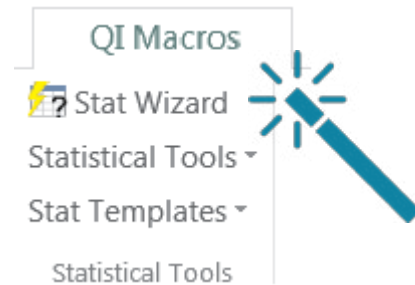 QI Macros
Stat Wizard
Statistical Tools
Stat Templates
Statistical Tools